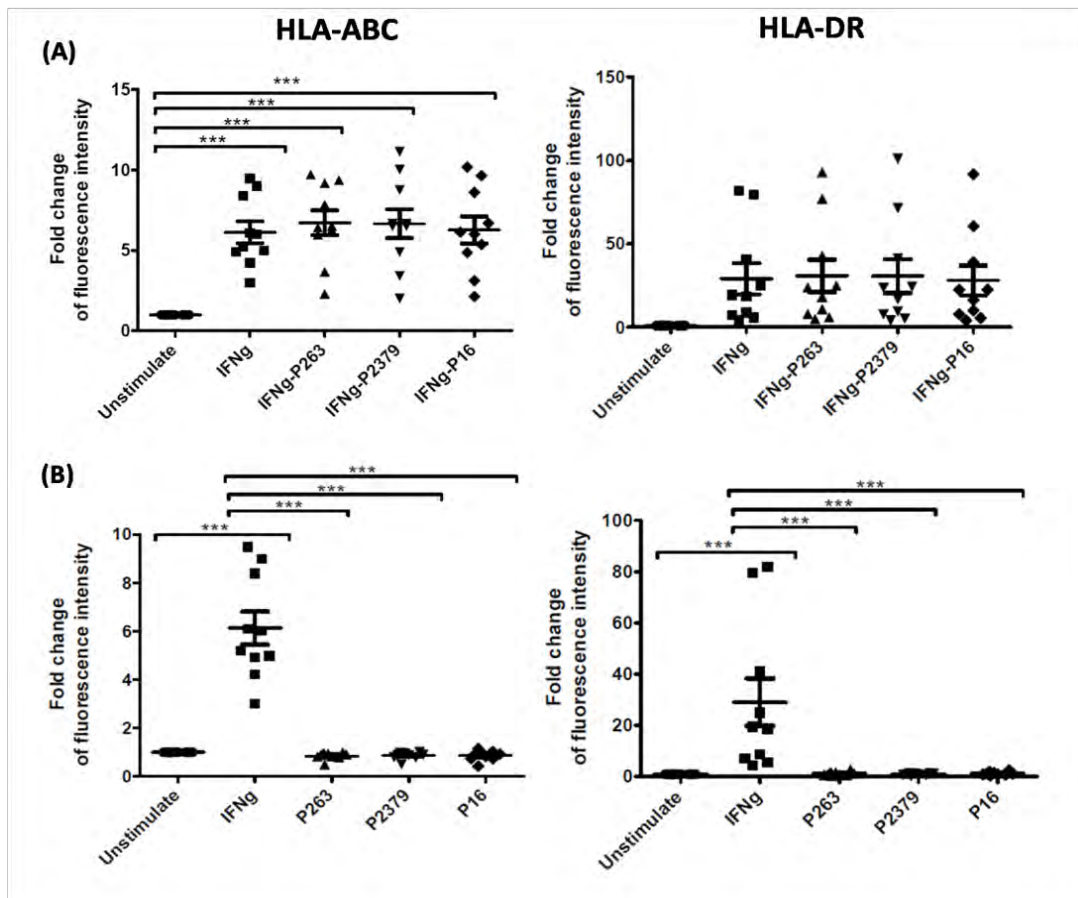 HLA-ABC
HLA-DR
(A)
***
***
***
***
Fold change
of fluorescence intensity
15
10
5
0
Unstimulate
IFNg
IFNg-P263
IFNg-P2379
IFNg-P16
Fold change
of fluorescence intensity
150
100
50
0
Unstimulate
IFNg
IFNg-P263
IFNg-P2379
IFNg-P16
(B)
***
***
***
***
Fold change
of fluorescence intensity
10
8
6
4
2
0
Unstimulate
IFNg
P263
P2379
P16
***
***
***
***
Fold change
of fluorescence intensity
100
80
60
40
20
0
Unstimulate
IFNg
P263
P2379
P16